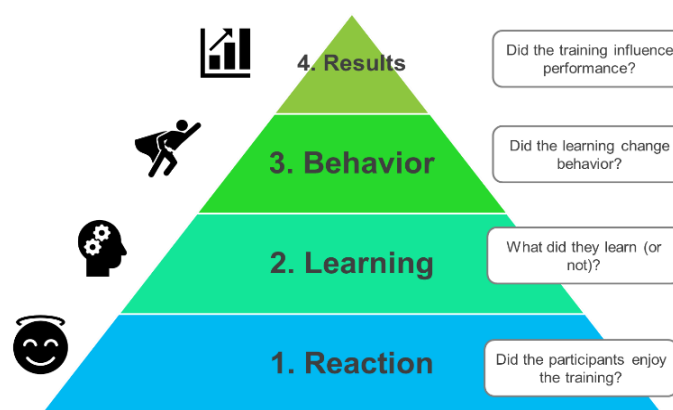 4. Results
Did the training influence
performance?
3. Behavior
Did the learning change
behavior?
2. Learning
What did they learn (or
not)?
1. Reaction
Did the participants enjoy
the training?